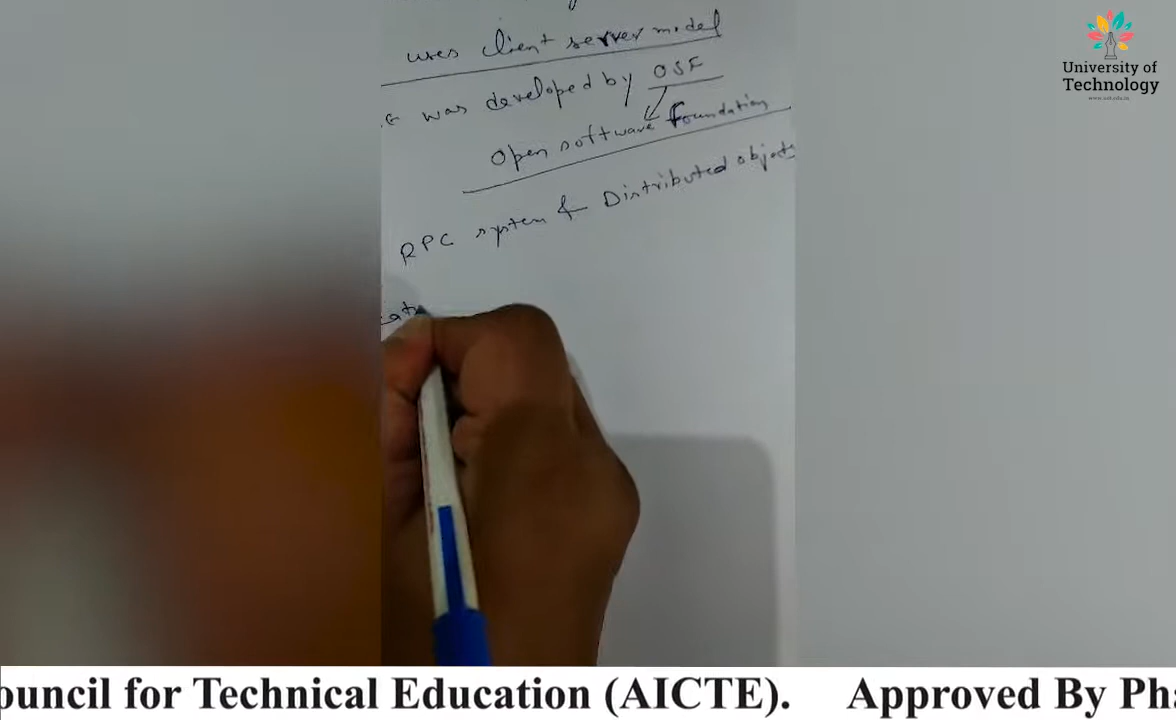 uses client server model
was developed by OSF
Open software Foundation
RPC system & Distributed objects
University of
Technology
ouncil for Technical Education (AICTE). Approved By Pha